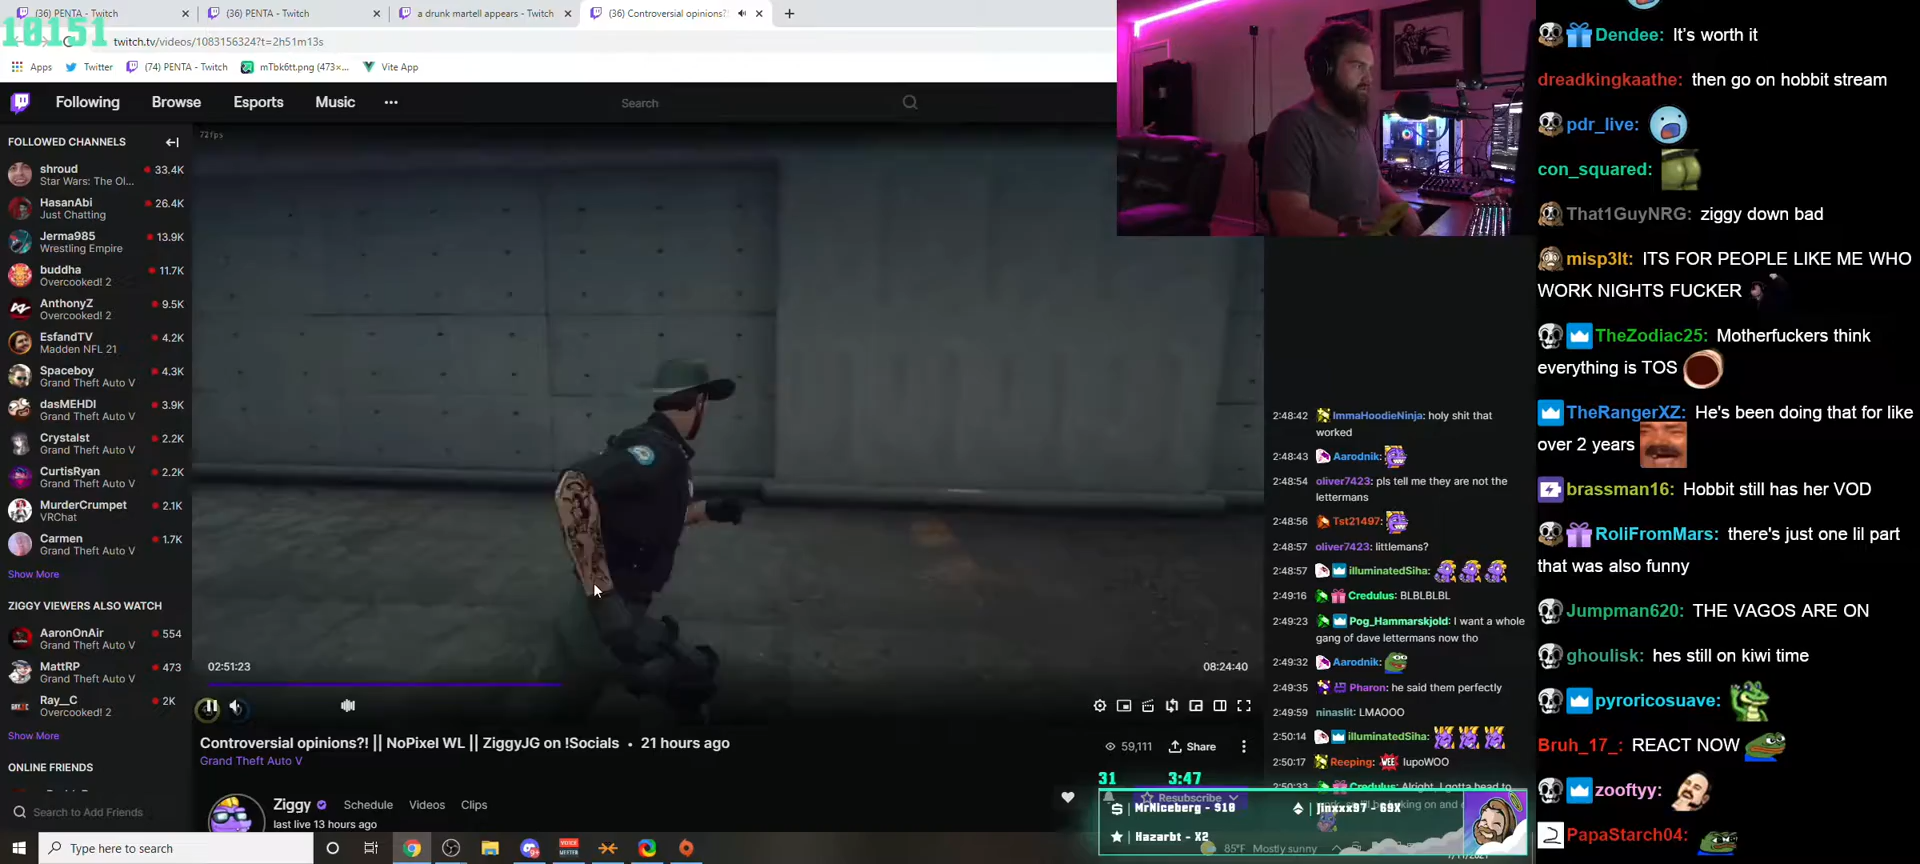 (36) PENTA - Twitch
(36) PENTA - Twitch
a drunk martell appears - Twitch
(36) Controversial opinions?!
10151
twitch.tv/videos/1083156324?t=2h51m13s
Apps
Twitter
(74) PENTA - Twitch
mTbk6tt.png (473×...
Vite App
Following
Browse
Esports
Music
Search
FOLLOWED CHANNELS
72fps
shroud
33.4K
Star Wars: The Ol...
HasanAbi
26.4K
Just Chatting
Jerma985
13.9K
Wrestling Empire
buddha
11.7K
Overcooked! 2
AnthonyZ
9.5K
Overcooked! 2
EsfandTV
4.2K
Madden NFL 21
Spaceboy
4.3K
Grand Theft Auto V
dasMEHDI
3.9K
Grand Theft Auto V
Crystalst
2.2K
Grand Theft Auto V
CurtisRyan
2.2K
Grand Theft Auto V
MurderCrumpet
2.1K
VRChat
Carmen
1.7K
Grand Theft Auto V
Show More
ZIGGY VIEWERS ALSO WATCH
AaronOnAir
554
Grand Theft Auto V
MattRP
473
Grand Theft Auto V
Ray__C
2K
Overcooked! 2
Show More
ONLINE FRIENDS
Search to Add Friends
02:51:23
08:24:40
Controversial opinions?! || NoPixel WL || ZiggyJG on !Socials • 21 hours ago
Grand Theft Auto V
59,111
Share
Ziggy
Schedule
Videos
Clips
last live 13 hours ago
Resubscribe
2:48:42 ImmaHoodieNinja: holy shit that
worked
2:48:43 Aarodnik:
2:48:54 oliver7423: pls tell me they are not the
lettermans
2:48:56 Tst21497:
2:48:57 oliver7423: littlemans?
2:48:57 illuminatedSiha:
2:49:16 Credulus: BLBLBLBL
2:49:23 Pog_Hammarskjold: I want a whole
gang of dave lettermans now tho
2:49:32 Aarodnik:
2:49:35 Pharon: he said them perfectly
2:49:59 ninaslit: LMAOOO
2:50:14 illuminatedSiha:
2:50:17 Reeping: WEE lupoWOO
2:50:33 Credulus: Alright, I gotta head to
31
3:47
MrNiceberg - $10
Jinxxx97 - 69X
Hazarbt - X2
Type here to search
85°F Mostly sunny
Dendee: It's worth it
dreadkingkaathe: then go on hobbit stream
pdr_live:
con_squared:
That1GuyNRG: ziggy down bad
misp3lt: ITS FOR PEOPLE LIKE ME WHO
WORK NIGHTS FUCKER
TheZodiac25: Motherfuckers think
everything is TOS
TheRangerXZ: He's been doing that for like
over 2 years
brassman16: Hobbit still has her VOD
RoliFromMars: there's just one lil part
that was also funny
Jumpman620: THE VAGOS ARE ON
ghoulisk: hes still on kiwi time
pyroricosuave:
Bruh_17_: REACT NOW
zooftyy:
PapaStarch04: